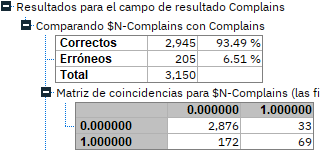 Resultados para el campo de resultado Complains
Comparando $N-Complains con Complains
Correctos 2,945 93.49 %
Erróneos 205 6.51 %
Total 3,150
Matriz de coincidencias para $N-Complains (las fi
0.000000 1.000000
0.000000 2,876 33
1.000000 172 69